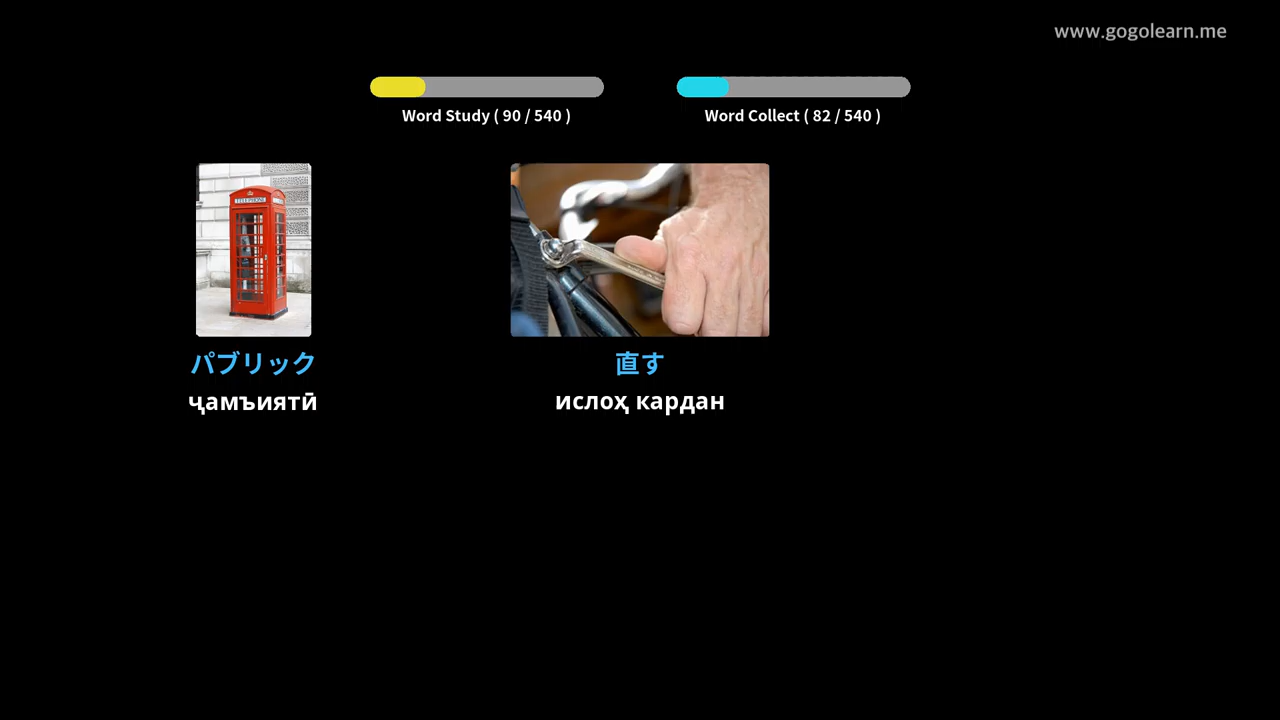 www.gogolearn.me
Word Study ( 90 / 540 )
Word Collect ( 82 / 540 )
TELEPHONE
パブリック
直す
ҷамъиятӣ
ислоҳ кардан